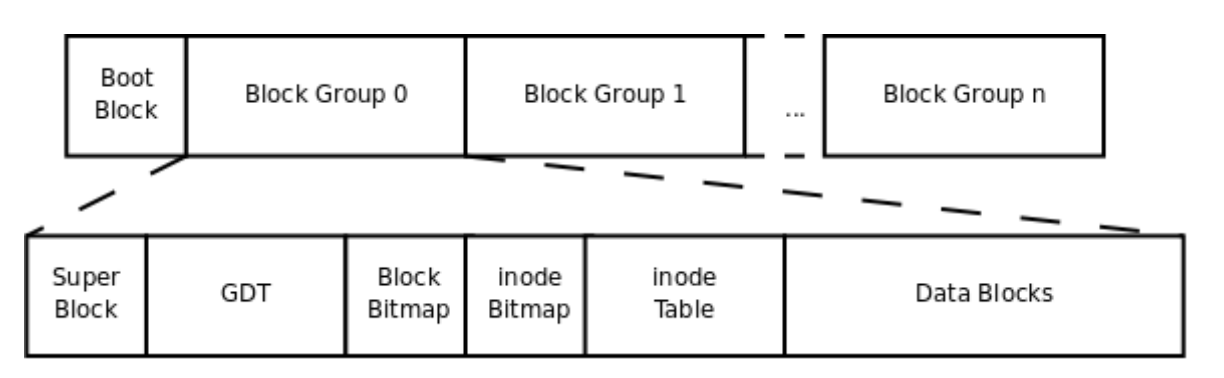 Boot
Block
Block Group 0
Block Group 1
...
Block Group n
Super
Block
GDT
Block
Bitmap
inode
Bitmap
inode
Table
Data Blocks